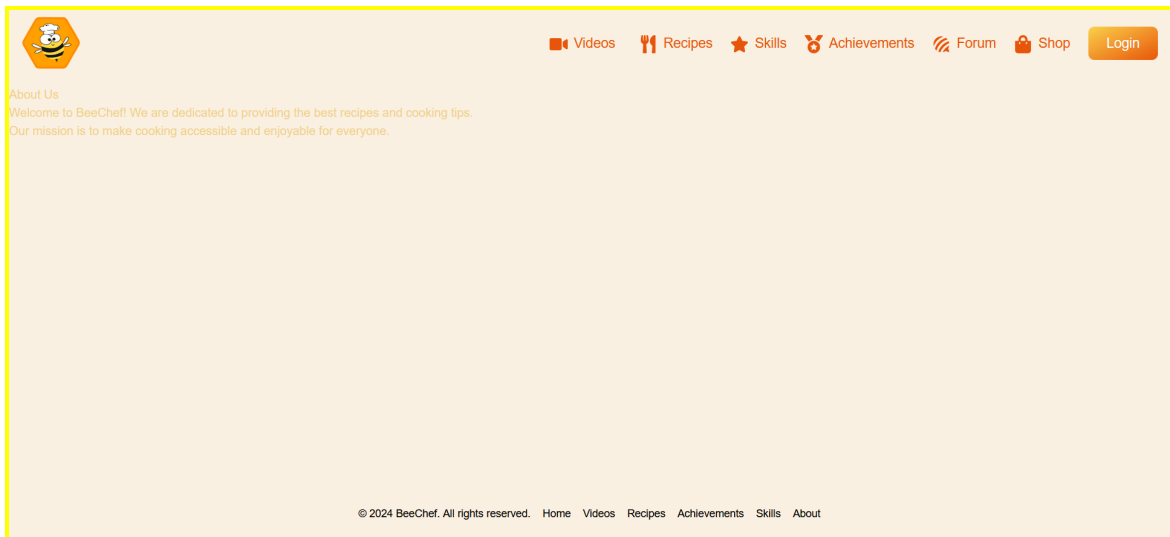 Videos Recipes Skills Achievements Forum Shop Login
About Us
Welcome to BeeChef! We are dedicated to providing the best recipes and cooking tips.
Our mission is to make cooking accessible and enjoyable for everyone.
© 2024 BeeChef. All rights reserved. Home Videos Recipes Achievements Skills About